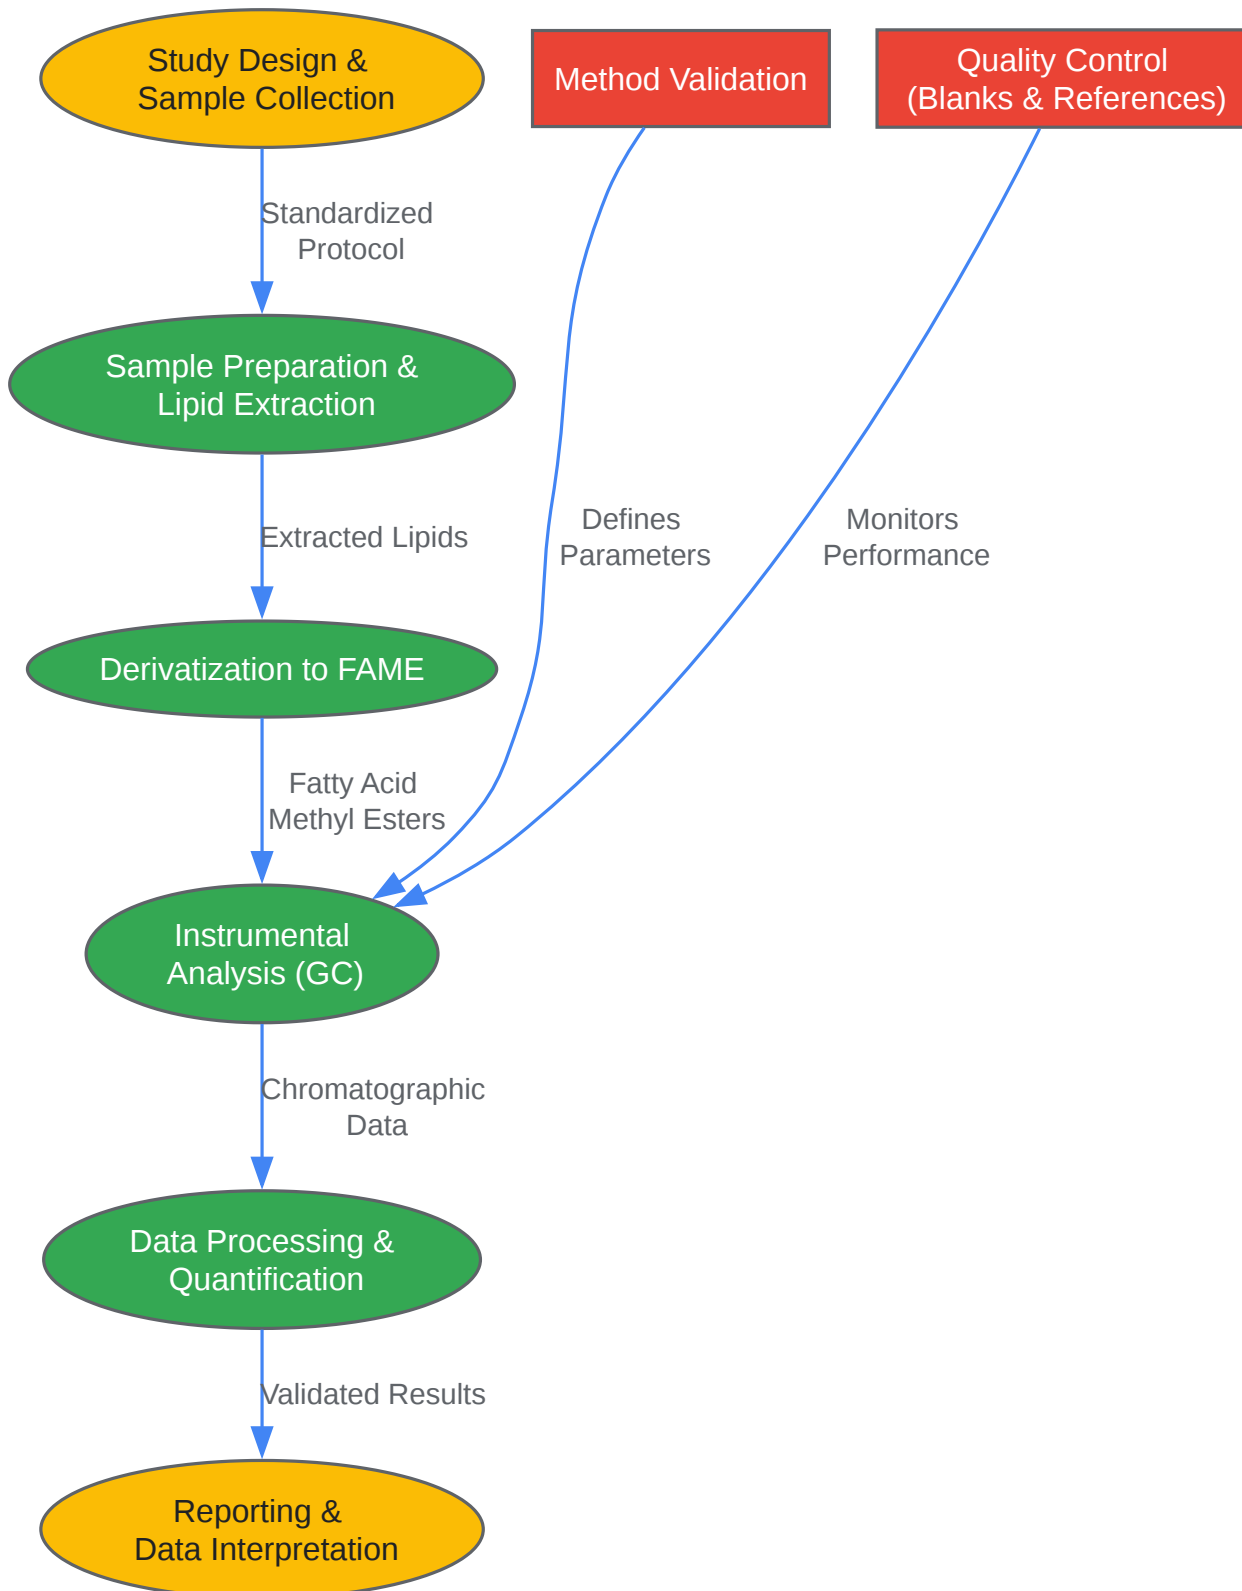 Study Design &
Sample Collection
Method Validation
Quality Control
(Blanks & References)
Standardized
Protocol
Sample Preparation &
Lipid Extraction
Extracted Lipids
Defines
Parameters
Monitors
Performance
Derivatization to FAME
Fatty Acid
Methyl Esters
Instrumental
Analysis (GC)
Chromatographic
Data
Data Processing &
Quantification
Validated Results
Reporting &
Data Interpretation